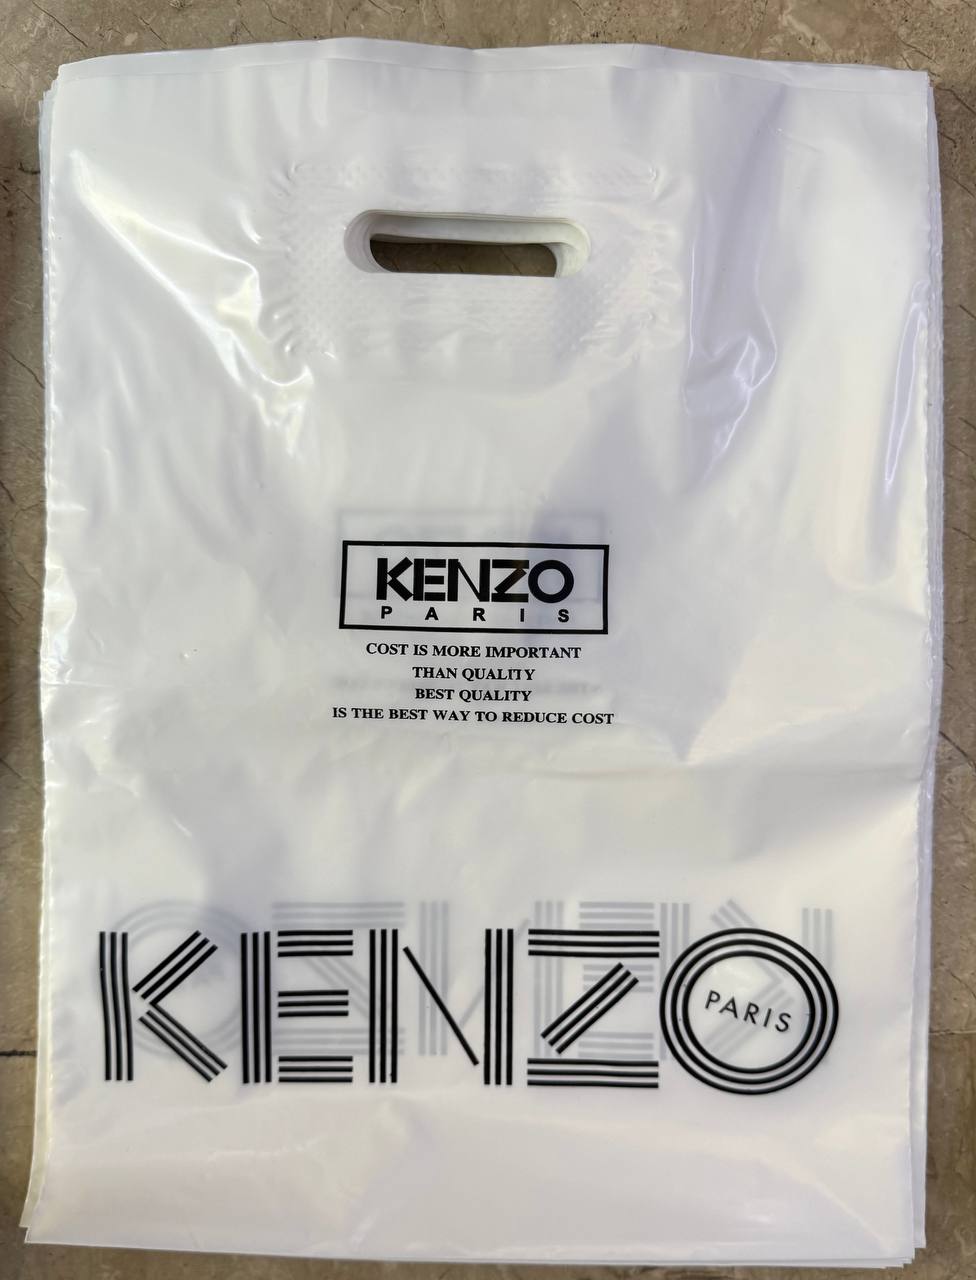 KENZO
PARIS
COST IS MORE IMPORTANT
THAN QUALITY
BEST QUALITY
IS THE BEST WAY TO REDUCE COST
KENZO
PARIS